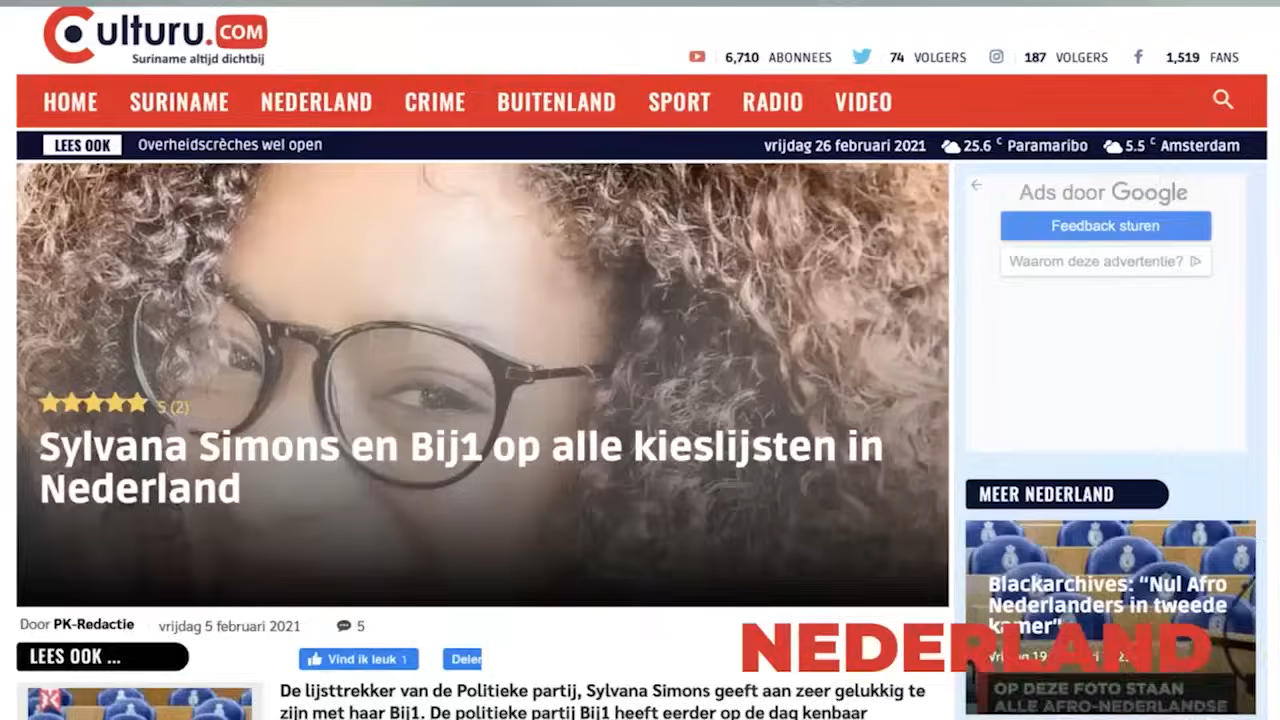 Culturu.COM
Suriname altijd dichtbij
6,710 ABONNEES 74 VOLGERS 187 VOLGERS 1,519 FANS
HOME SURINAME NEDERLAND CRIME BUITENLAND SPORT RADIO VIDEO
LEES OOK Overheidscrèches wel open vrijdag 26 februari 2021 25.6 C Paramaribo 5.5 C Amsterdam
Ads door Google
Feedback sturen
Waarom deze advertentie?
5 (2)
Sylvana Simons en Bij1 op alle kieslijsten in
Nederland
MEER NEDERLAND
Blackarchives: “Nul Afro
Nederlanders in tweede
kamer”
NEDERLAND
OP DEZE FOTO STAAN
ALLE AFRO-NEDERLANDSE
Door PK-Redactie vrijdag 5 februari 2021 5
LEES OOK ...
Vind ik leuk 1 Delen
De lijsttrekker van de Politieke partij, Sylvana Simons geeft aan zeer gelukkig te
zijn met haar Bij1. De politieke partij Bij1 heeft eerder op de dag kenbaar